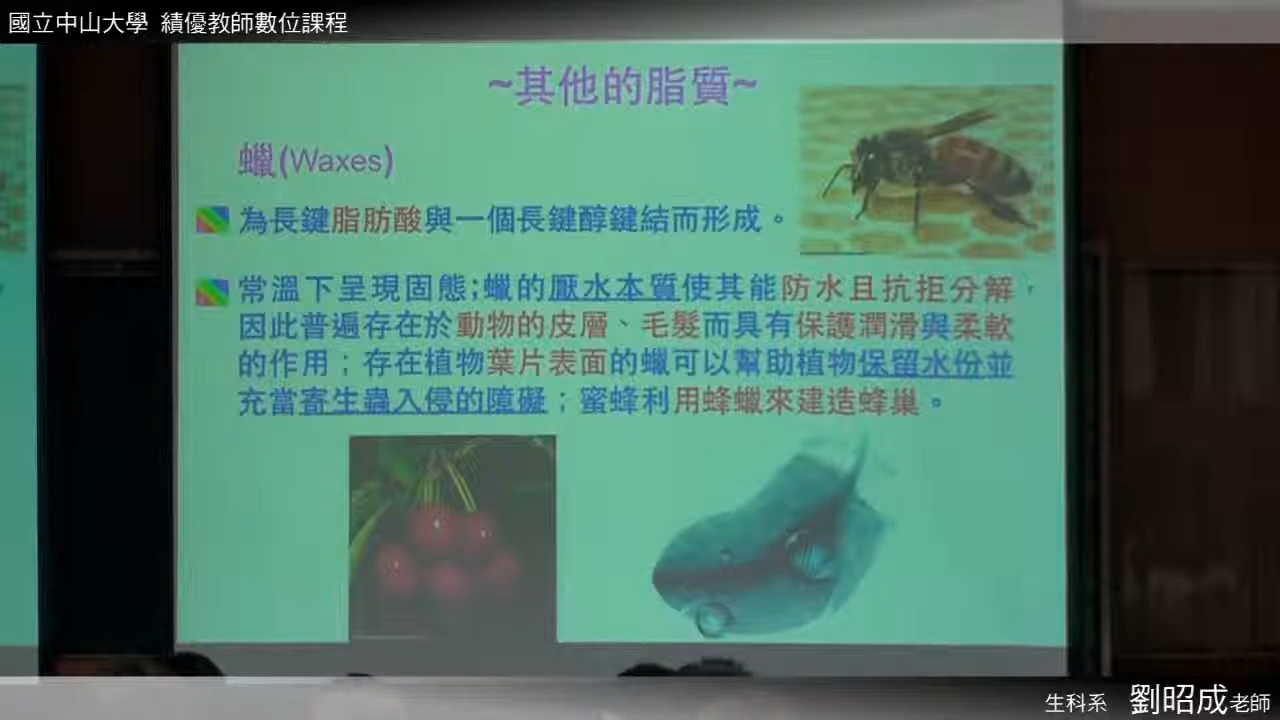 國立中山大學 績優教師數位課程
~其他的脂質~
蠟(Waxes)
為長鍵脂肪酸與一個長鍵醇鍵結而形成。
常溫下呈現固態;蠟的厭水本質使其能防水且抗拒分解，
因此普遍存在於動物的皮層、毛髮而具有保護潤滑與柔軟
的作用；存在植物葉片表面的蠟可以幫助植物保留水份並
充當寄生蟲入侵的障礙；蜜蜂利用蜂蠟來建造蜂巢。
生科系 劉昭成老師